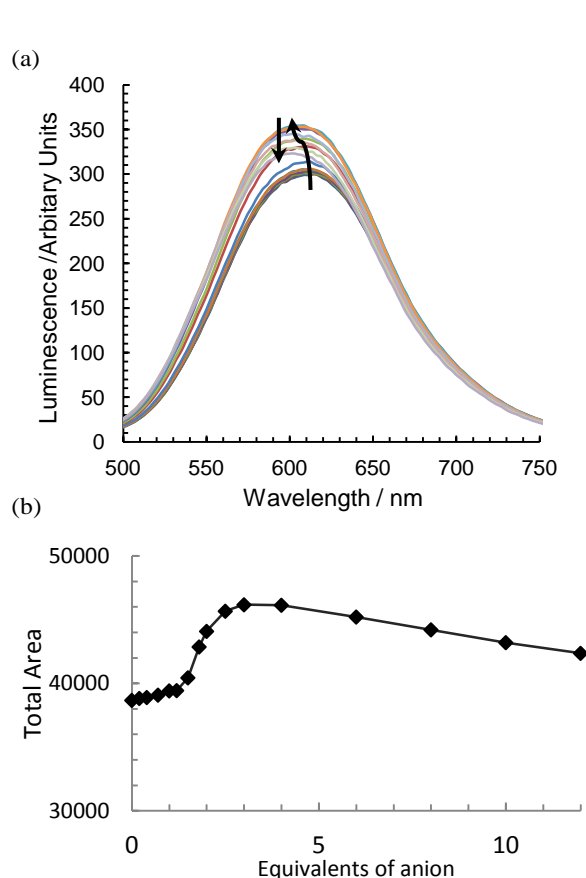 (a)
400
350
300
250
200
150
100
50
0
Luminescence /Arbitary Units
500 550 600 650 700 750
Wavelength / nm
(b)
50000
40000
30000
Total Area
0 5 10
Equivalents of anion